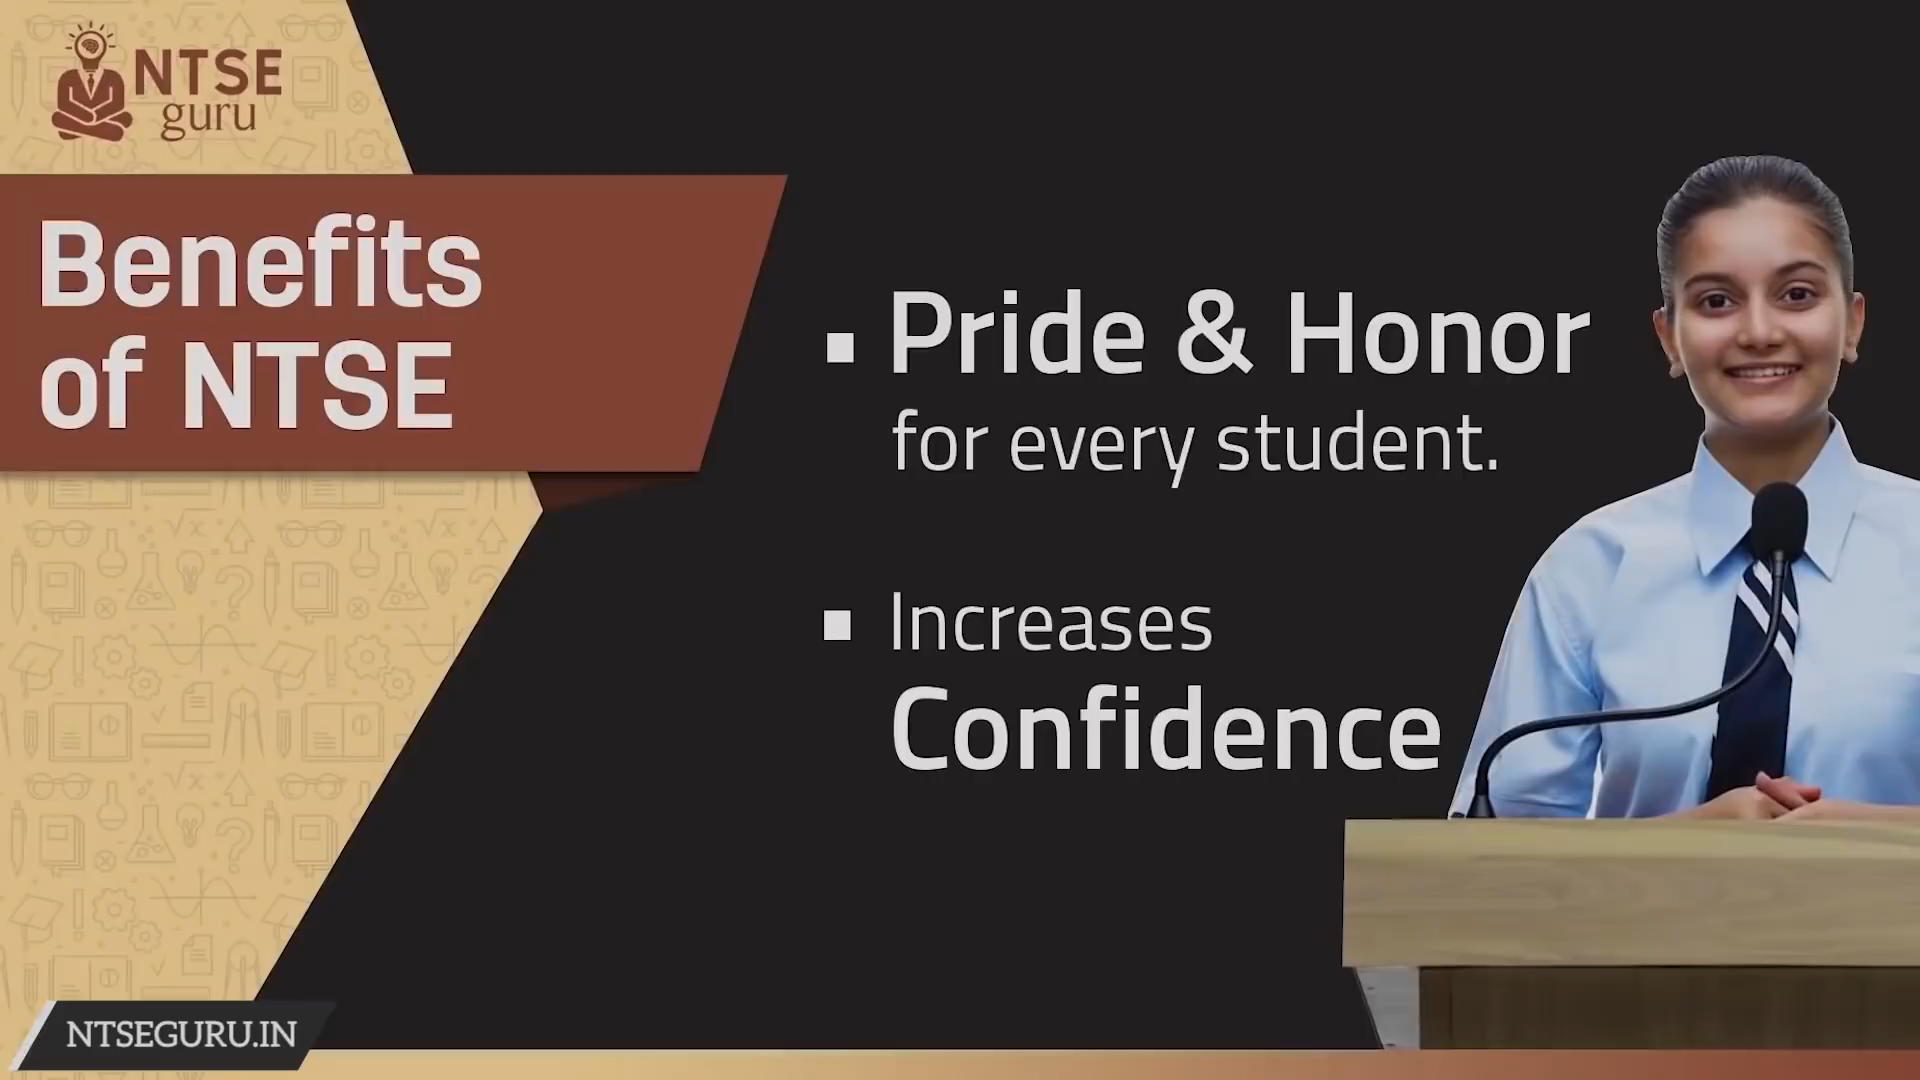 NTSE
guru
Benefits
of NTSE
▪ Pride & Honor
for every student.
▪ Increases
Confidence
NTSEGURU.IN